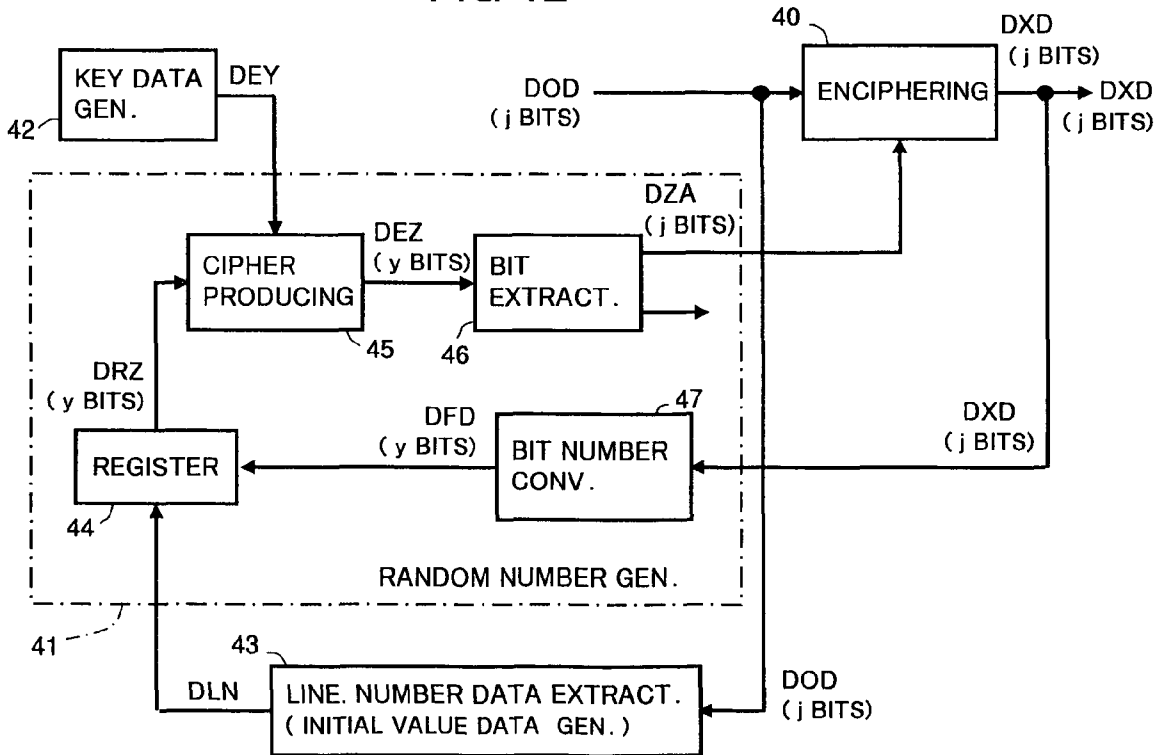 40
DXD
(j BITS)
KEY DATA
GEN.
DEY
DOD
(j BITS)
ENCIPHERING
DXD
(j BITS)
42
DZA
(j BITS)
DEZ
(y BITS)
CIPHER
PRODUCING
BIT
EXTRACT.
45
46
DRZ
(y BITS)
DFD
(y BITS)
47
DXD
(j BITS)
REGISTER
BIT NUMBER
CONV.
44
RANDOM NUMBER GEN.
41
43
DLN
LINE. NUMBER DATA EXTRACT.
(INITIAL VALUE DATA GEN.)
DOD
(j BITS)